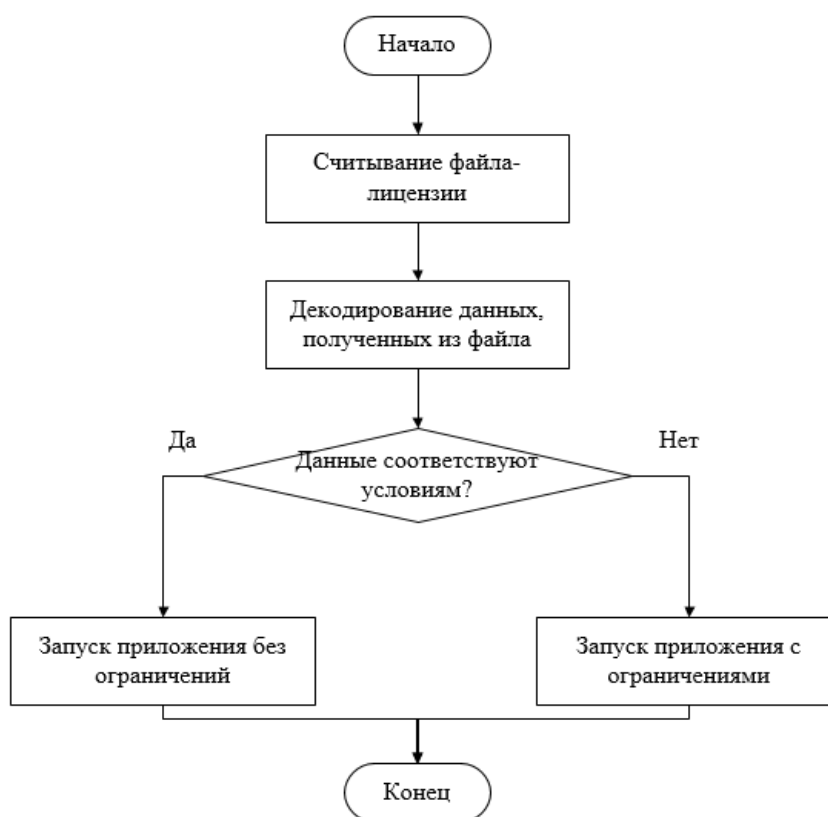 Начало
Считывание файла-
лицензии
Декодирование данных,
полученных из файла
Да
Нет
Данные соответствуют
условиям?
Запуск приложения без
ограничений
Запуск приложения с
ограничениями
Конец